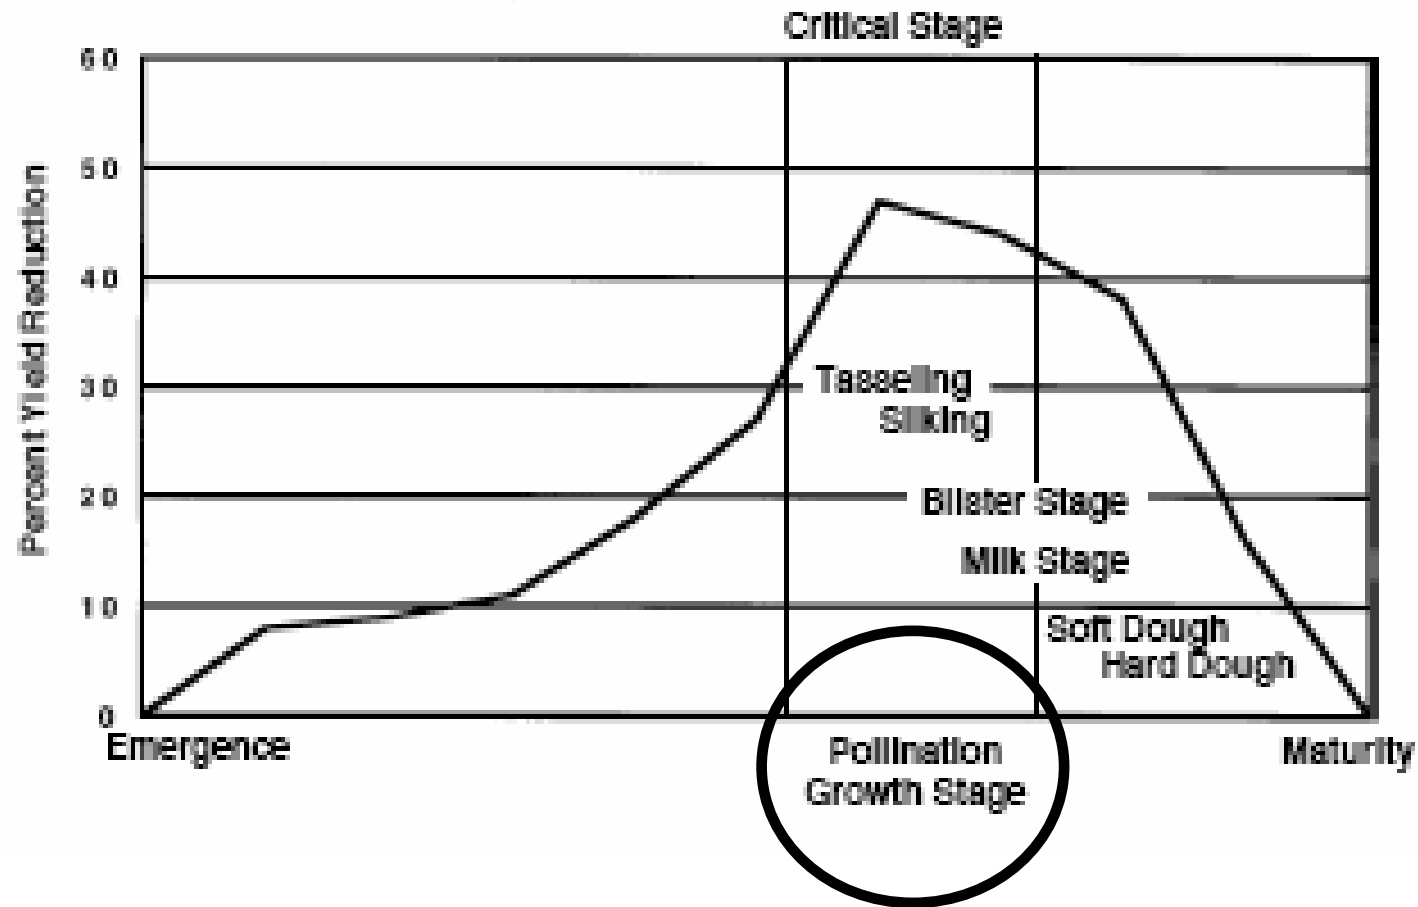 Critical Stage
60
50
40
30
20
10
0
Percent Yield Reduction
Tasseling
Silking
Blister Stage
Milk Stage
Soft Dough
Hard Dough
Emergence
Pollination
Growth Stage
Maturity